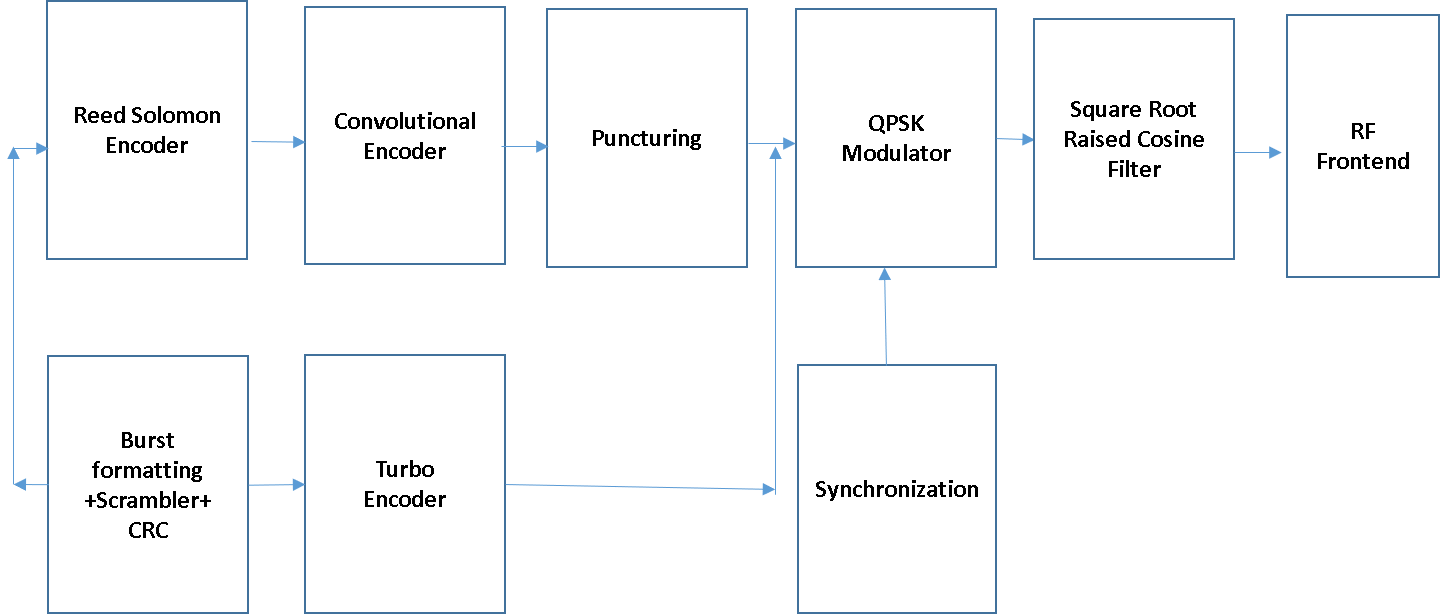 Reed Solomon
Encoder
Convolutional
Encoder
Puncturing
QPSK
Modulator
Square Root
Raised Cosine
Filter
RF
Frontend
Burst
formatting
+Scrambler+
CRC
Turbo
Encoder
Synchronization